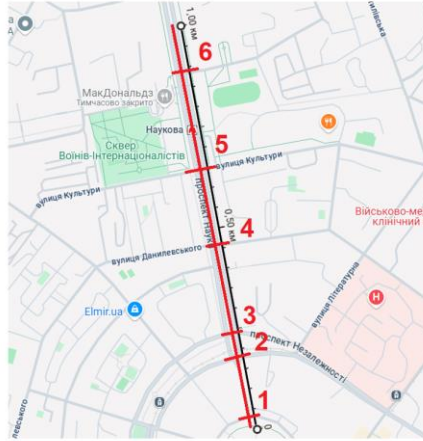 1,00 км
6
МакДональдз
Тимчасово закрито
Наукова
5
Сквер
Воїнів-Інтернаціоналістів
вулиця Культури
вулиця Культури
проспект Науки
0,50 км
4
Військово-ме
клінічний
вулиця Данилевського
вулиця Літературна
Elmir.ua
H
3
проспект Незалежності
2
1
0